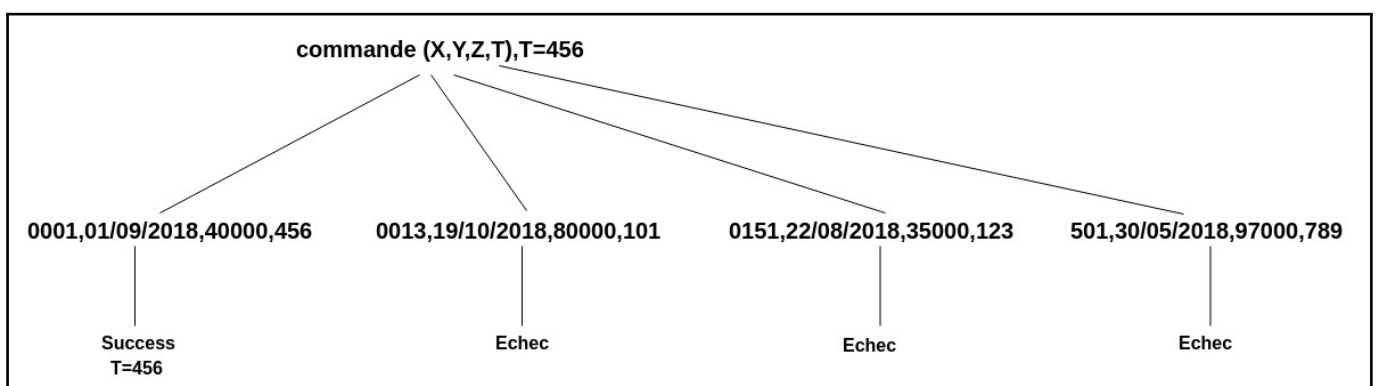 commande (X,Y,Z,T),T=456
0001,01/09/2018,40000,456
0013,19/10/2018,80000,101
0151,22/08/2018,35000,123
501,30/05/2018,97000,789
Success
T=456
Echec
Echec
Echec